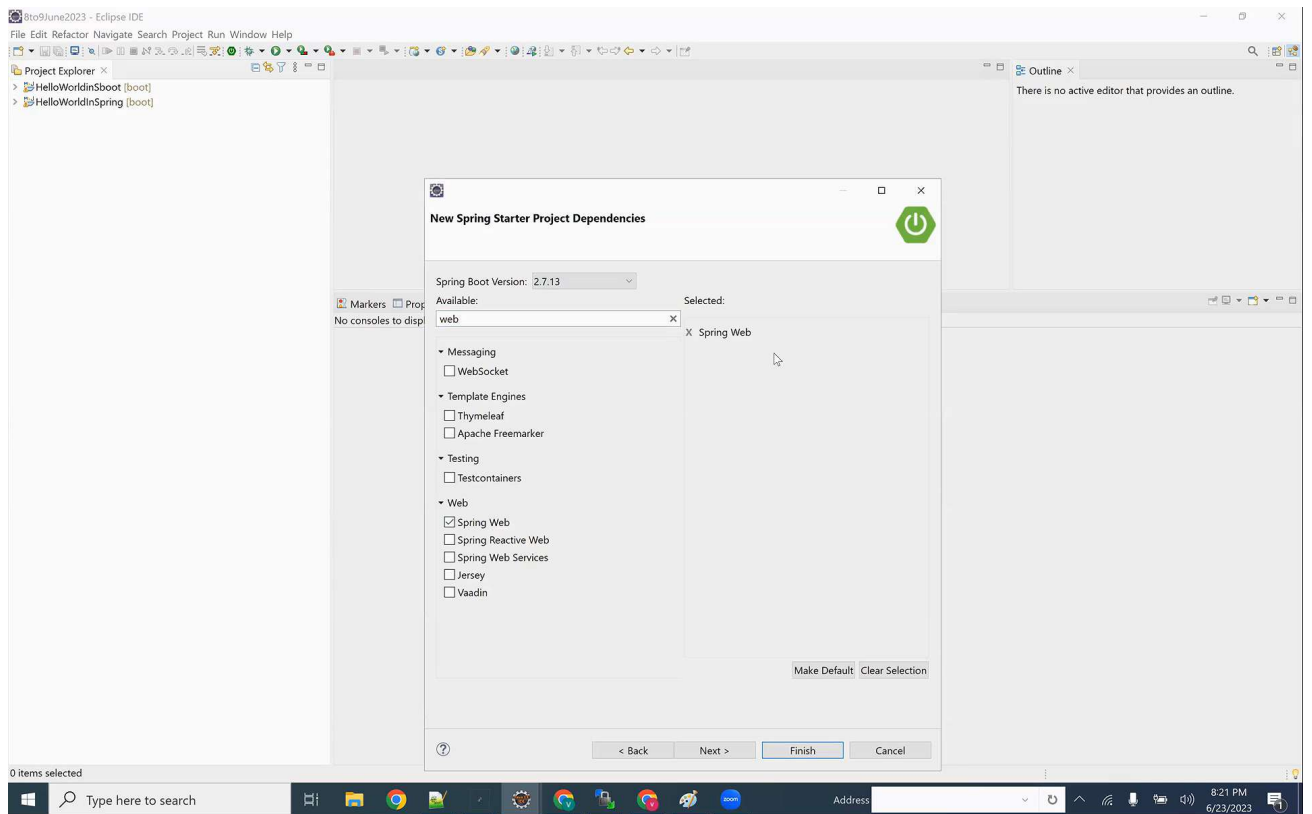 8to9June2023 - Eclipse IDE
File Edit Refactor Navigate Search Project Run Window Help
Project Explorer
HelloWorldinSboot [boot]
HelloWorldInSpring [boot]
Outline
There is no active editor that provides an outline.
New Spring Starter Project Dependencies
Spring Boot Version: 2.7.13
Available:
Selected:
web
X Spring Web
Messaging
WebSocket
Template Engines
Thymeleaf
Apache Freemarker
Testing
Testcontainers
Web
Spring Web
Spring Reactive Web
Spring Web Services
Jersey
Vaadin
Make Default Clear Selection
< Back Next > Finish Cancel
Markers Prop
No consoles to displ
0 items selected
Type here to search
zoom
Address
8:21 PM
6/23/2023
1